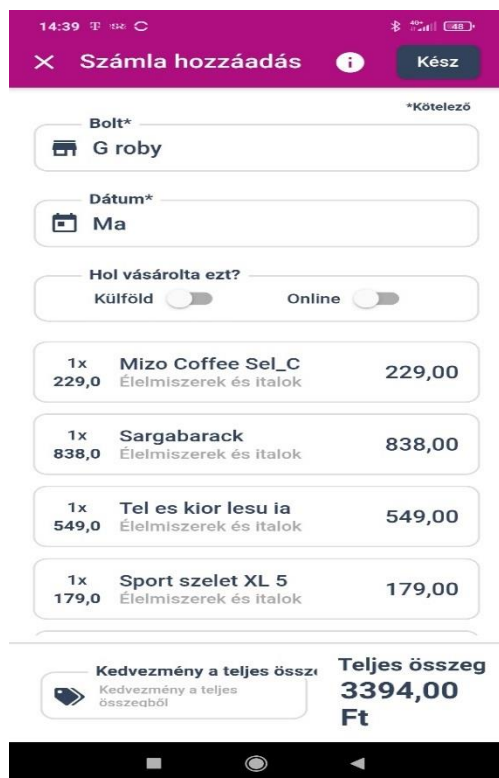 14:39
48
Számla hozzáadás
Kész
*Kötelező
Bolt*
G roby
Dátum*
Ma
Hol vásárolta ezt?
Külföld Online
1x Mizo Coffee Sel_C 229,00
229,0 Élelmiszerek és italok
1x Sargabarack 838,00
838,0 Élelmiszerek és italok
1x Tel es kior lesu ia 549,00
549,0 Élelmiszerek és italok
1x Sport szelet XL 5 179,00
179,0 Élelmiszerek és italok
Kedvezmény a teljes össz
Kedvezmény a teljes
összegből
Teljes összeg
3394,00
Ft